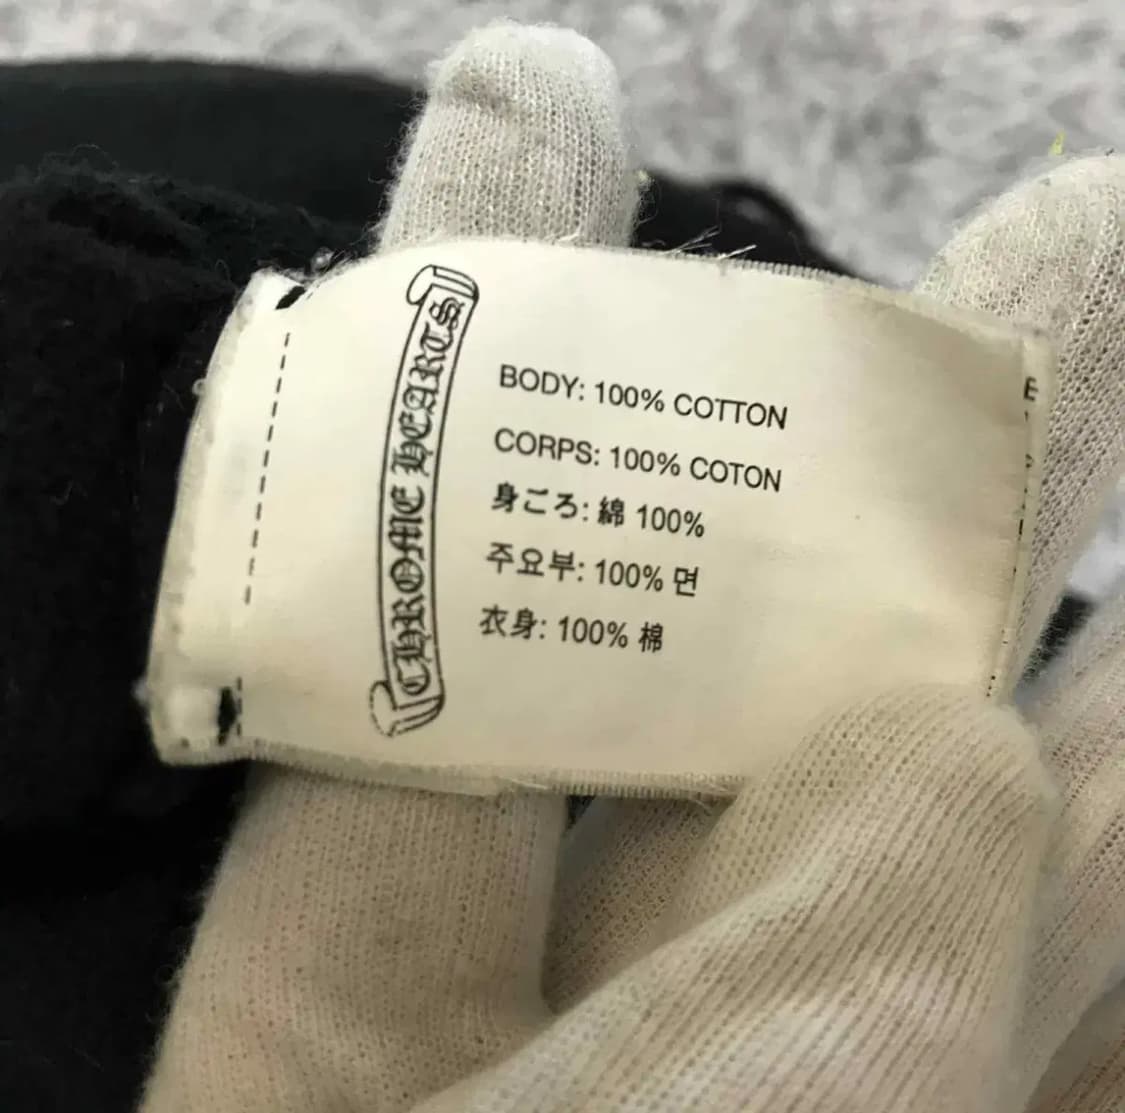 CHROME HEARTS
BODY: 100% COTTON
CORPS: 100% COTON
身ごろ: 綿 100%
주요부: 100% 면
衣身: 100% 棉